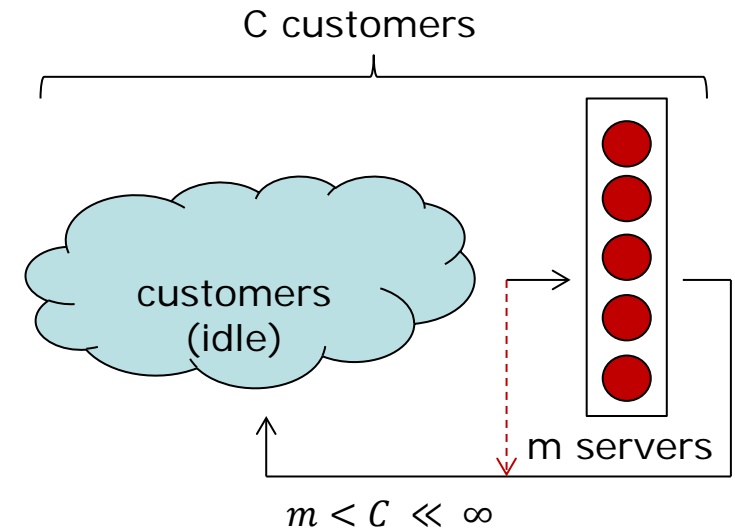 C customers
customers
(idle)
m servers
𝑚 < 𝐶 ≪ ∞